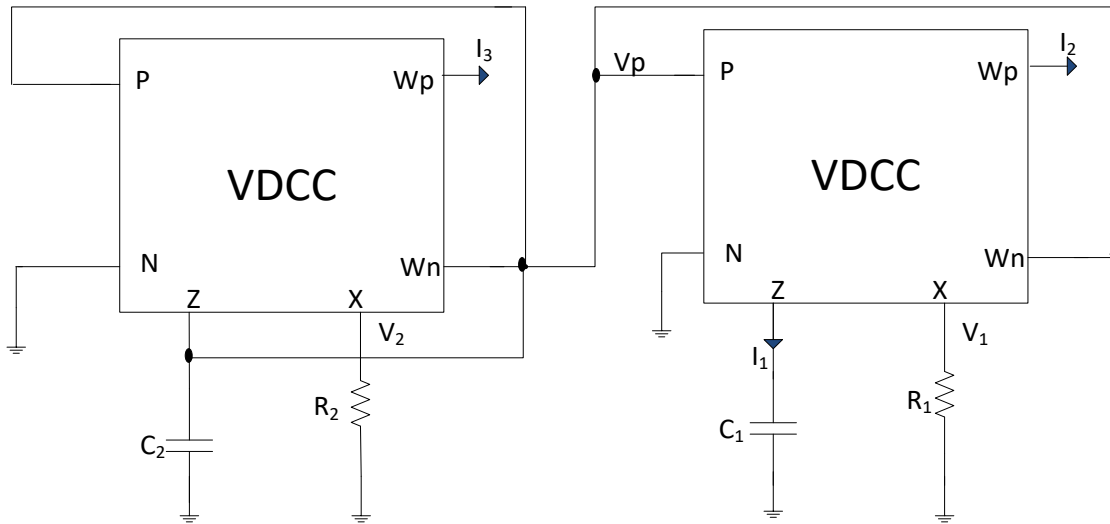 P
I₃
Wp
VDCC
N
Wn
Z
X
V₂
R₂
C₂
Vp
P
I₂
Wp
VDCC
N
Wn
Z
X
I₁
V₁
R₁
C₁